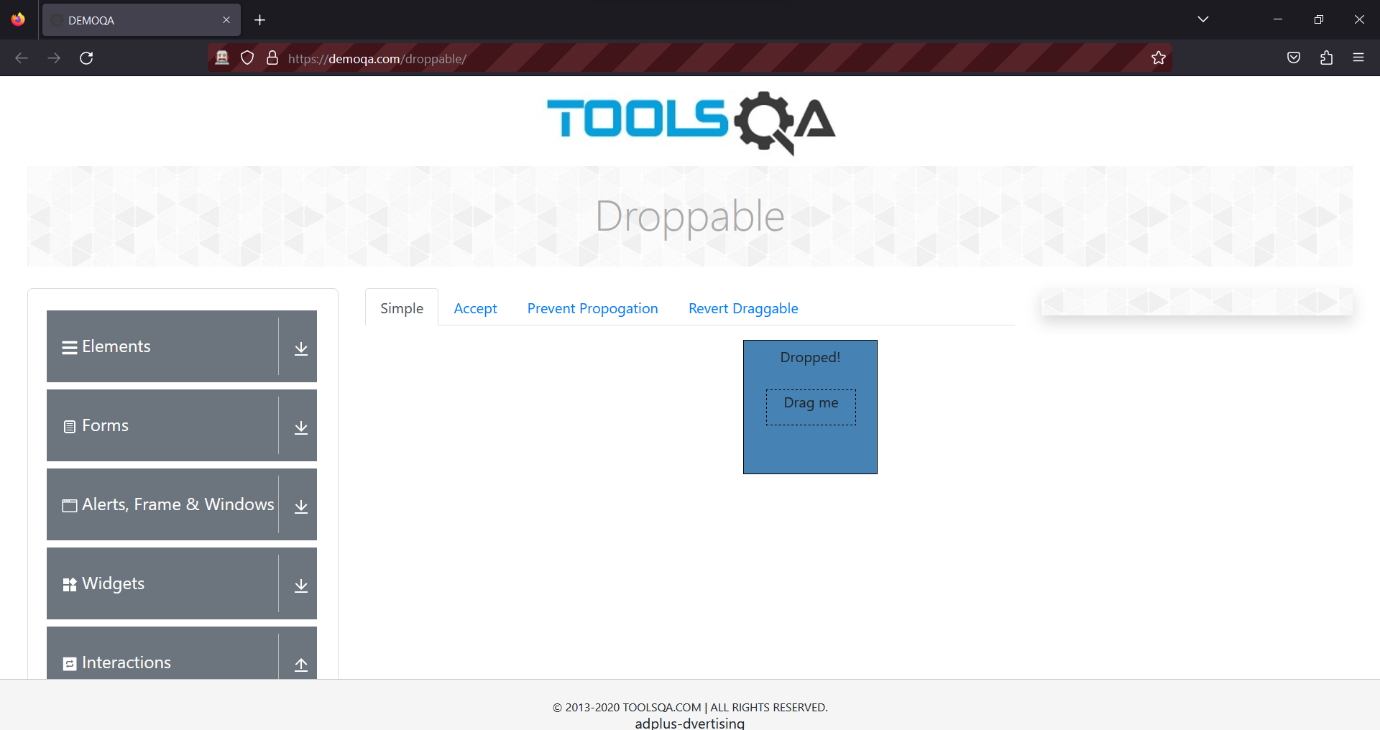 DEMOQA
https://demoqa.com/droppable/
TOOLSQA
Droppable
Elements
Forms
Alerts, Frame & Windows
Widgets
Interactions
Simple Accept Prevent Propogation Revert Draggable
Dropped!
Drag me
© 2013-2020 TOOLSQA.COM | ALL RIGHTS RESERVED.
adplus-dvertising